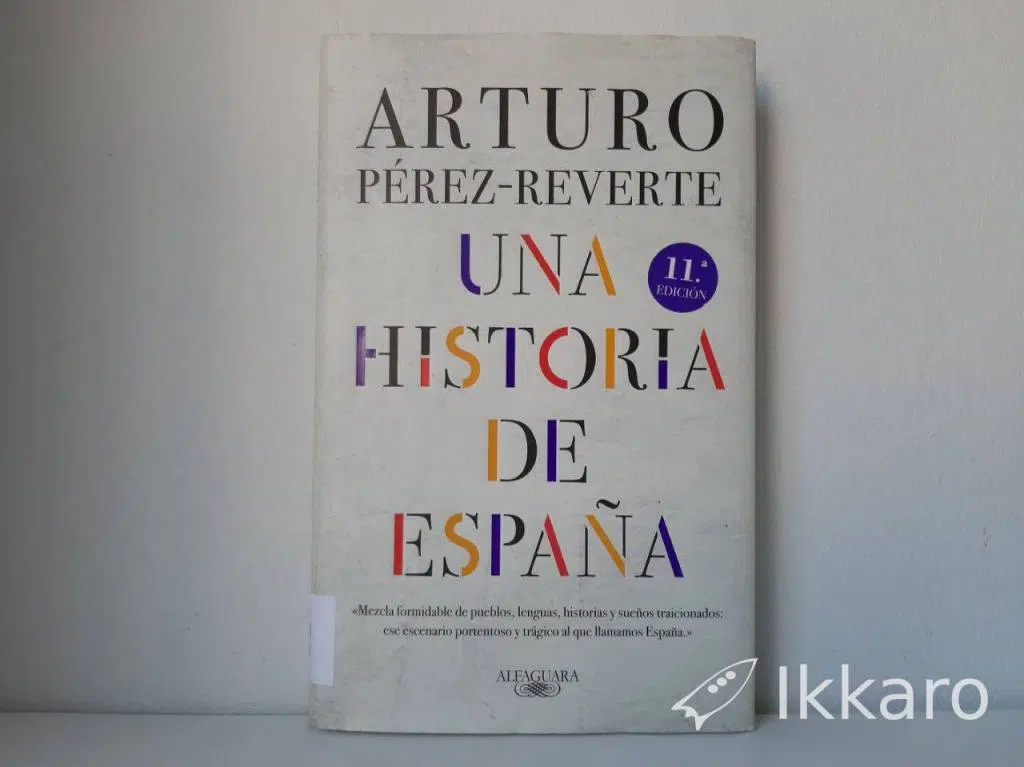 ARTURO
PÉREZ-REVERTE
UNA
11.ª
EDICIÓN
HISTORIA
DE
ESPAÑA
«Mezcla formidable de pueblos, lenguas, historias y sueños traicionados:
ese escenario portentoso y trágico al que llamamos España.»
ALFAGUARA
Ikkaro